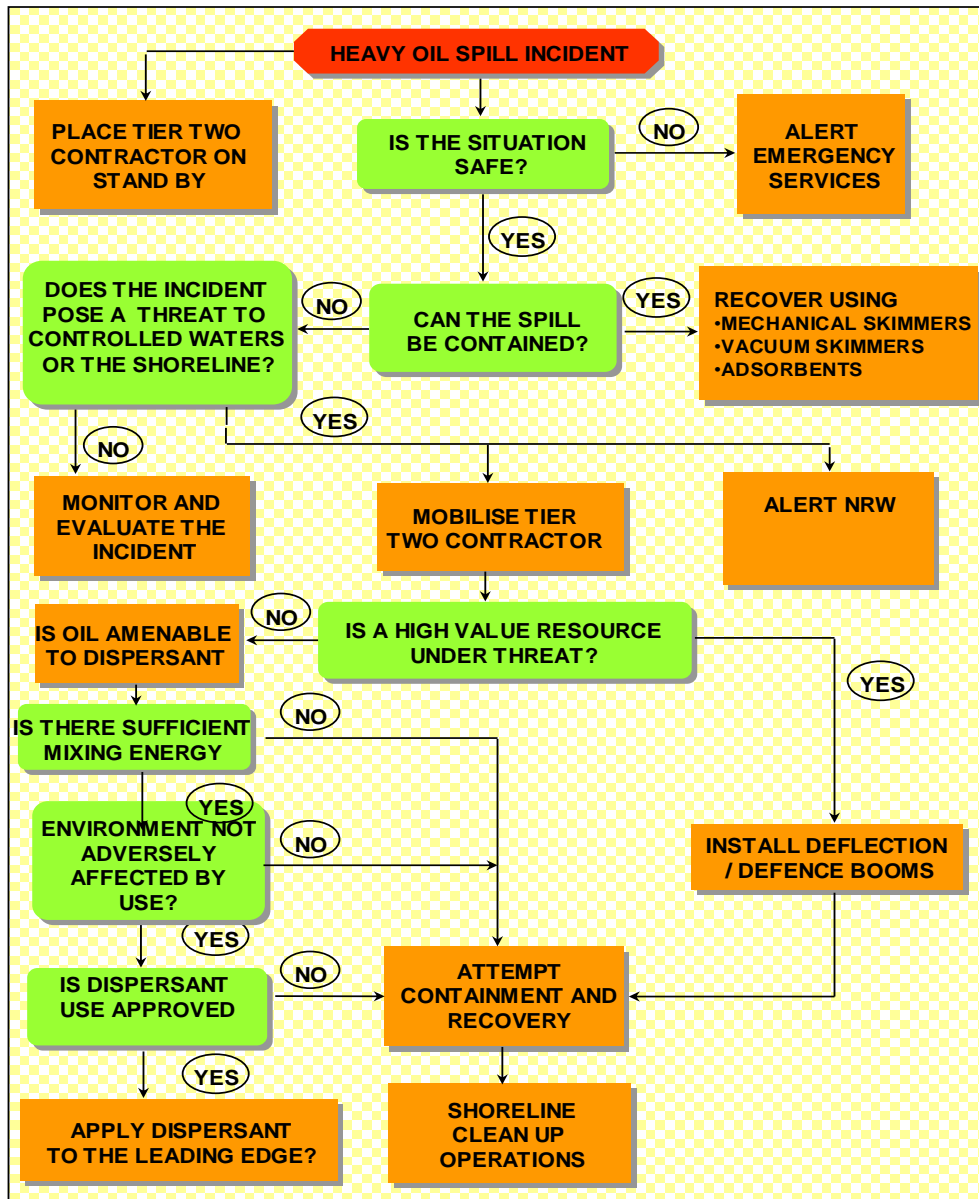 HEAVY OIL SPILL INCIDENT
PLACE TIER TWO
CONTRACTOR ON
STAND BY
IS THE SITUATION
SAFE?
NO
ALERT
EMERGENCY
SERVICES
YES
DOES THE INCIDENT
POSE A THREAT TO
CONTROLLED WATERS
OR THE SHORELINE?
NO
CAN THE SPILL
BE CONTAINED?
YES
RECOVER USING
•MECHANICAL SKIMMERS
•VACUUM SKIMMERS
•ADSORBENTS
NO
YES
MONITOR AND
EVALUATE THE
INCIDENT
MOBILISE TIER
TWO CONTRACTOR
ALERT NRW
IS OIL AMENABLE
TO DISPERSANT
NO
IS A HIGH VALUE RESOURCE
UNDER THREAT?
YES
IS THERE SUFFICIENT
MIXING ENERGY
NO
YES
ENVIRONMENT NOT
ADVERSELY
AFFECTED BY
USE?
NO
INSTALL DEFLECTION
/ DEFENCE BOOMS
YES
IS DISPERSANT
USE APPROVED
NO
ATTEMPT
CONTAINMENT AND
RECOVERY
YES
APPLY DISPERSANT
TO THE LEADING EDGE?
SHORELINE
CLEAN UP
OPERATIONS